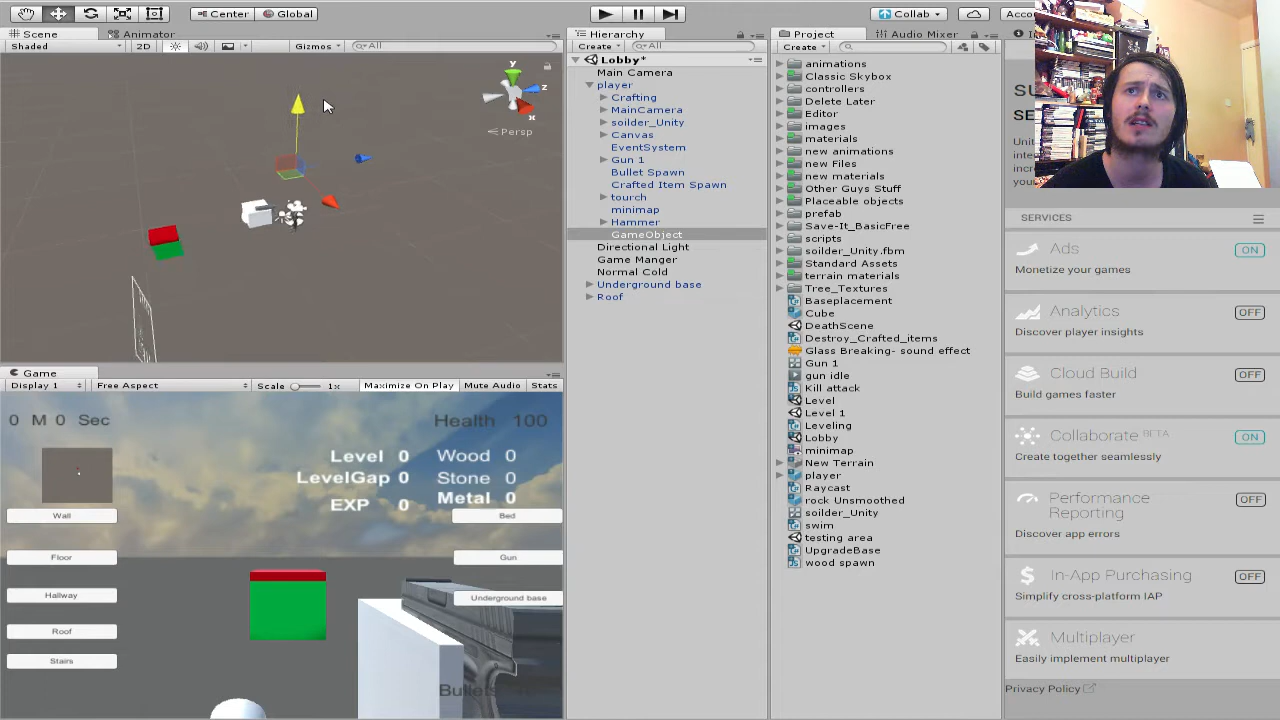 Center Global Collab Accou
Scene Animator
Shaded 2D Gizmos All
y
z
x
Persp
Hierarchy
Create All
Lobby*
Main Camera
player
Crafting
MainCamera
soilder_Unity
Canvas
EventSystem
Gun 1
Bullet Spawn
Crafted Item Spawn
tourch
minimap
Hammer
GameObject
Directional Light
Game Manger
Normal Cold
Underground base
Roof
Project Audio Mixer
Create
animations
Classic Skybox
controllers
Delete Later
Editor
images
materials
new animations
new Files
new materials
Other Guys Stuff
Placeable objects
prefab
Save-It_BasicFree
scripts
soilder_Unity.fbm
Standard Assets
terrain materials
Tree_Textures
Baseplacement
Cube
DeathScene
Destroy_Crafted_items
Glass Breaking- sound effect
Gun 1
gun idle
Kill attack
Level
Level 1
Leveling
Lobby
minimap
New Terrain
player
Raycast
rock Unsmoothed
soilder_Unity
swim
testing area
UpgradeBase
wood spawn
SERVICES
Ads ON
Monetize your games
Analytics OFF
Discover player insights
Cloud Build OFF
Build games faster
Collaborate BETA ON
Create together seamlessly
Performance Reporting OFF
Discover app errors
In-App Purchasing OFF
Simplify cross-platform IAP
Multiplayer
Easily implement multiplayer
Privacy Policy
Game
Display 1 Free Aspect Scale 1x Maximize On Play Mute Audio Stats
0 M 0 Sec Health 100
Level 0 Wood 0
LevelGap 0 Stone 0
EXP 0 Metal 0
Wall Bed
Floor Gun
Hallway Underground base
Roof
Stairs
Bullets